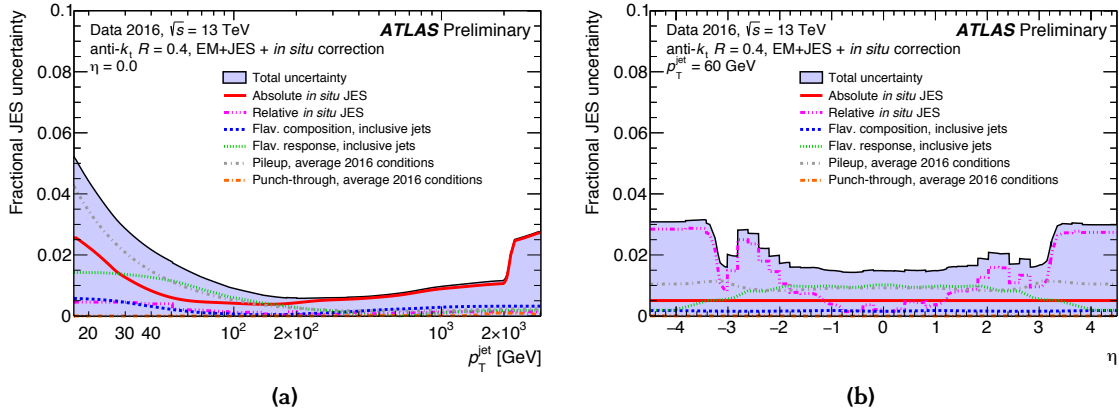 Fractional JES uncertainty
0.1
0.08
0.06
0.04
0.02
0
Data 2016, √s = 13 TeV
ATLAS Preliminary
anti-kt R = 0.4, EM+JES + in situ correction
η = 0.0
Total uncertainty
Absolute in situ JES
Relative in situ JES
Flav. composition, inclusive jets
Flav. response, inclusive jets
Pileup, average 2016 conditions
Punch-through, average 2016 conditions
20 30 40 10² 2×10² 10³ 2×10³
p_T^jet [GeV]
(a)
Fractional JES uncertainty
0.1
0.08
0.06
0.04
0.02
0
Data 2016, √s = 13 TeV
ATLAS Preliminary
anti-kt R = 0.4, EM+JES + in situ correction
p_T^jet = 60 GeV
Total uncertainty
Absolute in situ JES
Relative in situ JES
Flav. composition, inclusive jets
Flav. response, inclusive jets
Pileup, average 2016 conditions
Punch-through, average 2016 conditions
−4 −3 −2 −1 0 1 2 3 4
η
(b)